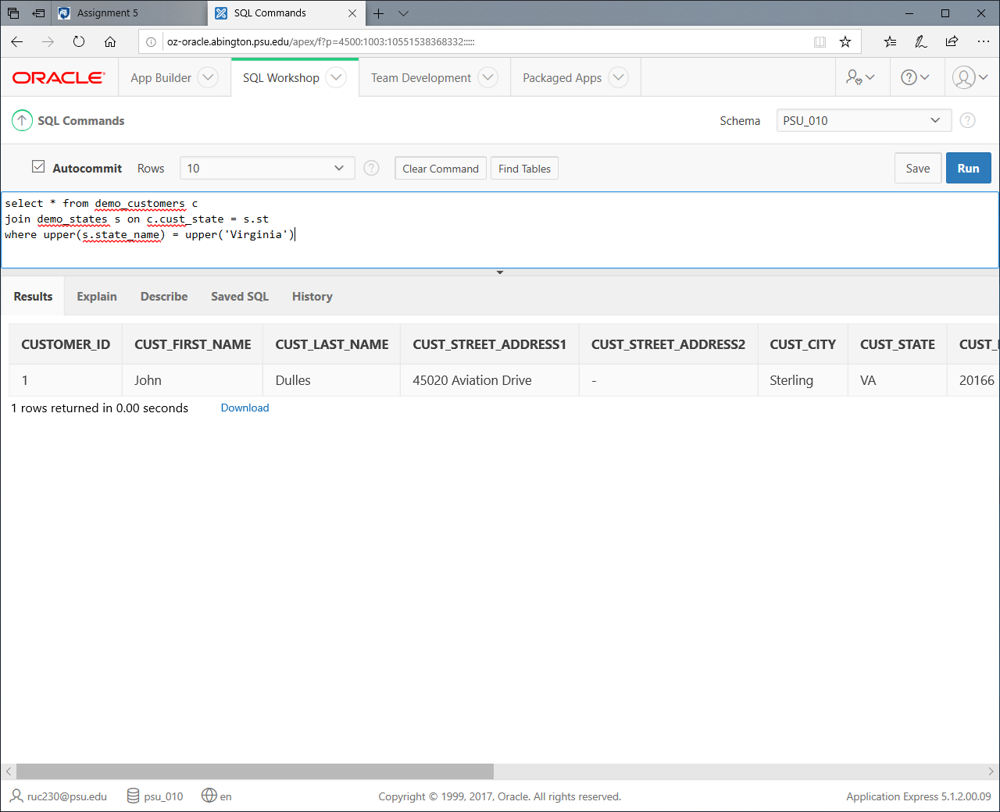 Assignment 5
SQL Commands
oz-oracle.abington.psu.edu/apex/f?p=4500:1003:10551538368332:::::
ORACLE
App Builder
SQL Workshop
Team Development
Packaged Apps
SQL Commands
Schema
PSU_010
Autocommit
Rows
10
Clear Command
Find Tables
Save
Run
select * from demo_customers c
join demo_states s on c.cust_state = s.st
where upper(s.state_name) = upper('Virginia')
Results
Explain
Describe
Saved SQL
History
CUSTOMER_ID CUST_FIRST_NAME CUST_LAST_NAME CUST_STREET_ADDRESS1 CUST_STREET_ADDRESS2 CUST_CITY CUST_STATE CUST_
1 John Dulles 45020 Aviation Drive - Sterling VA 20166
1 rows returned in 0.00 seconds
Download
ruc230@psu.edu
psu_010
en
Copyright © 1999, 2017, Oracle. All rights reserved.
Application Express 5.1.2.00.09